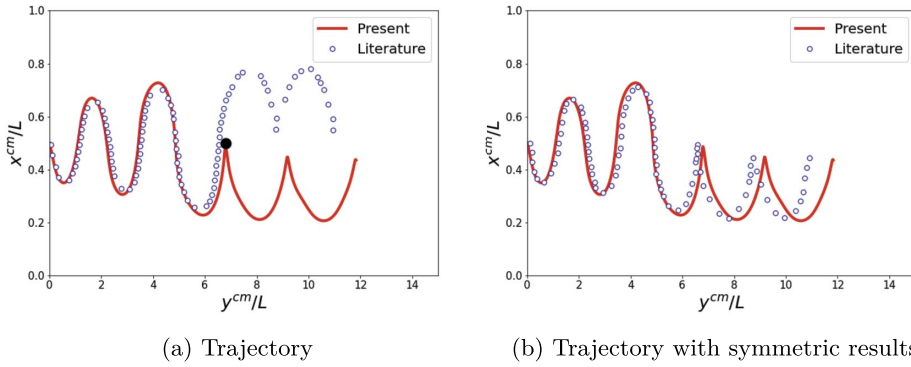 1.0
0.8
0.6
0.4
0.2
0.0
x^{cm}/L
0 2 4 6 8 10 12 14
y^{cm}/L
Present
Literature
(a) Trajectory
1.0
0.8
0.6
0.4
0.2
0.0
x^{cm}/L
0 2 4 6 8 10 12 14
y^{cm}/L
Present
Literature
(b) Trajectory with symmetric results